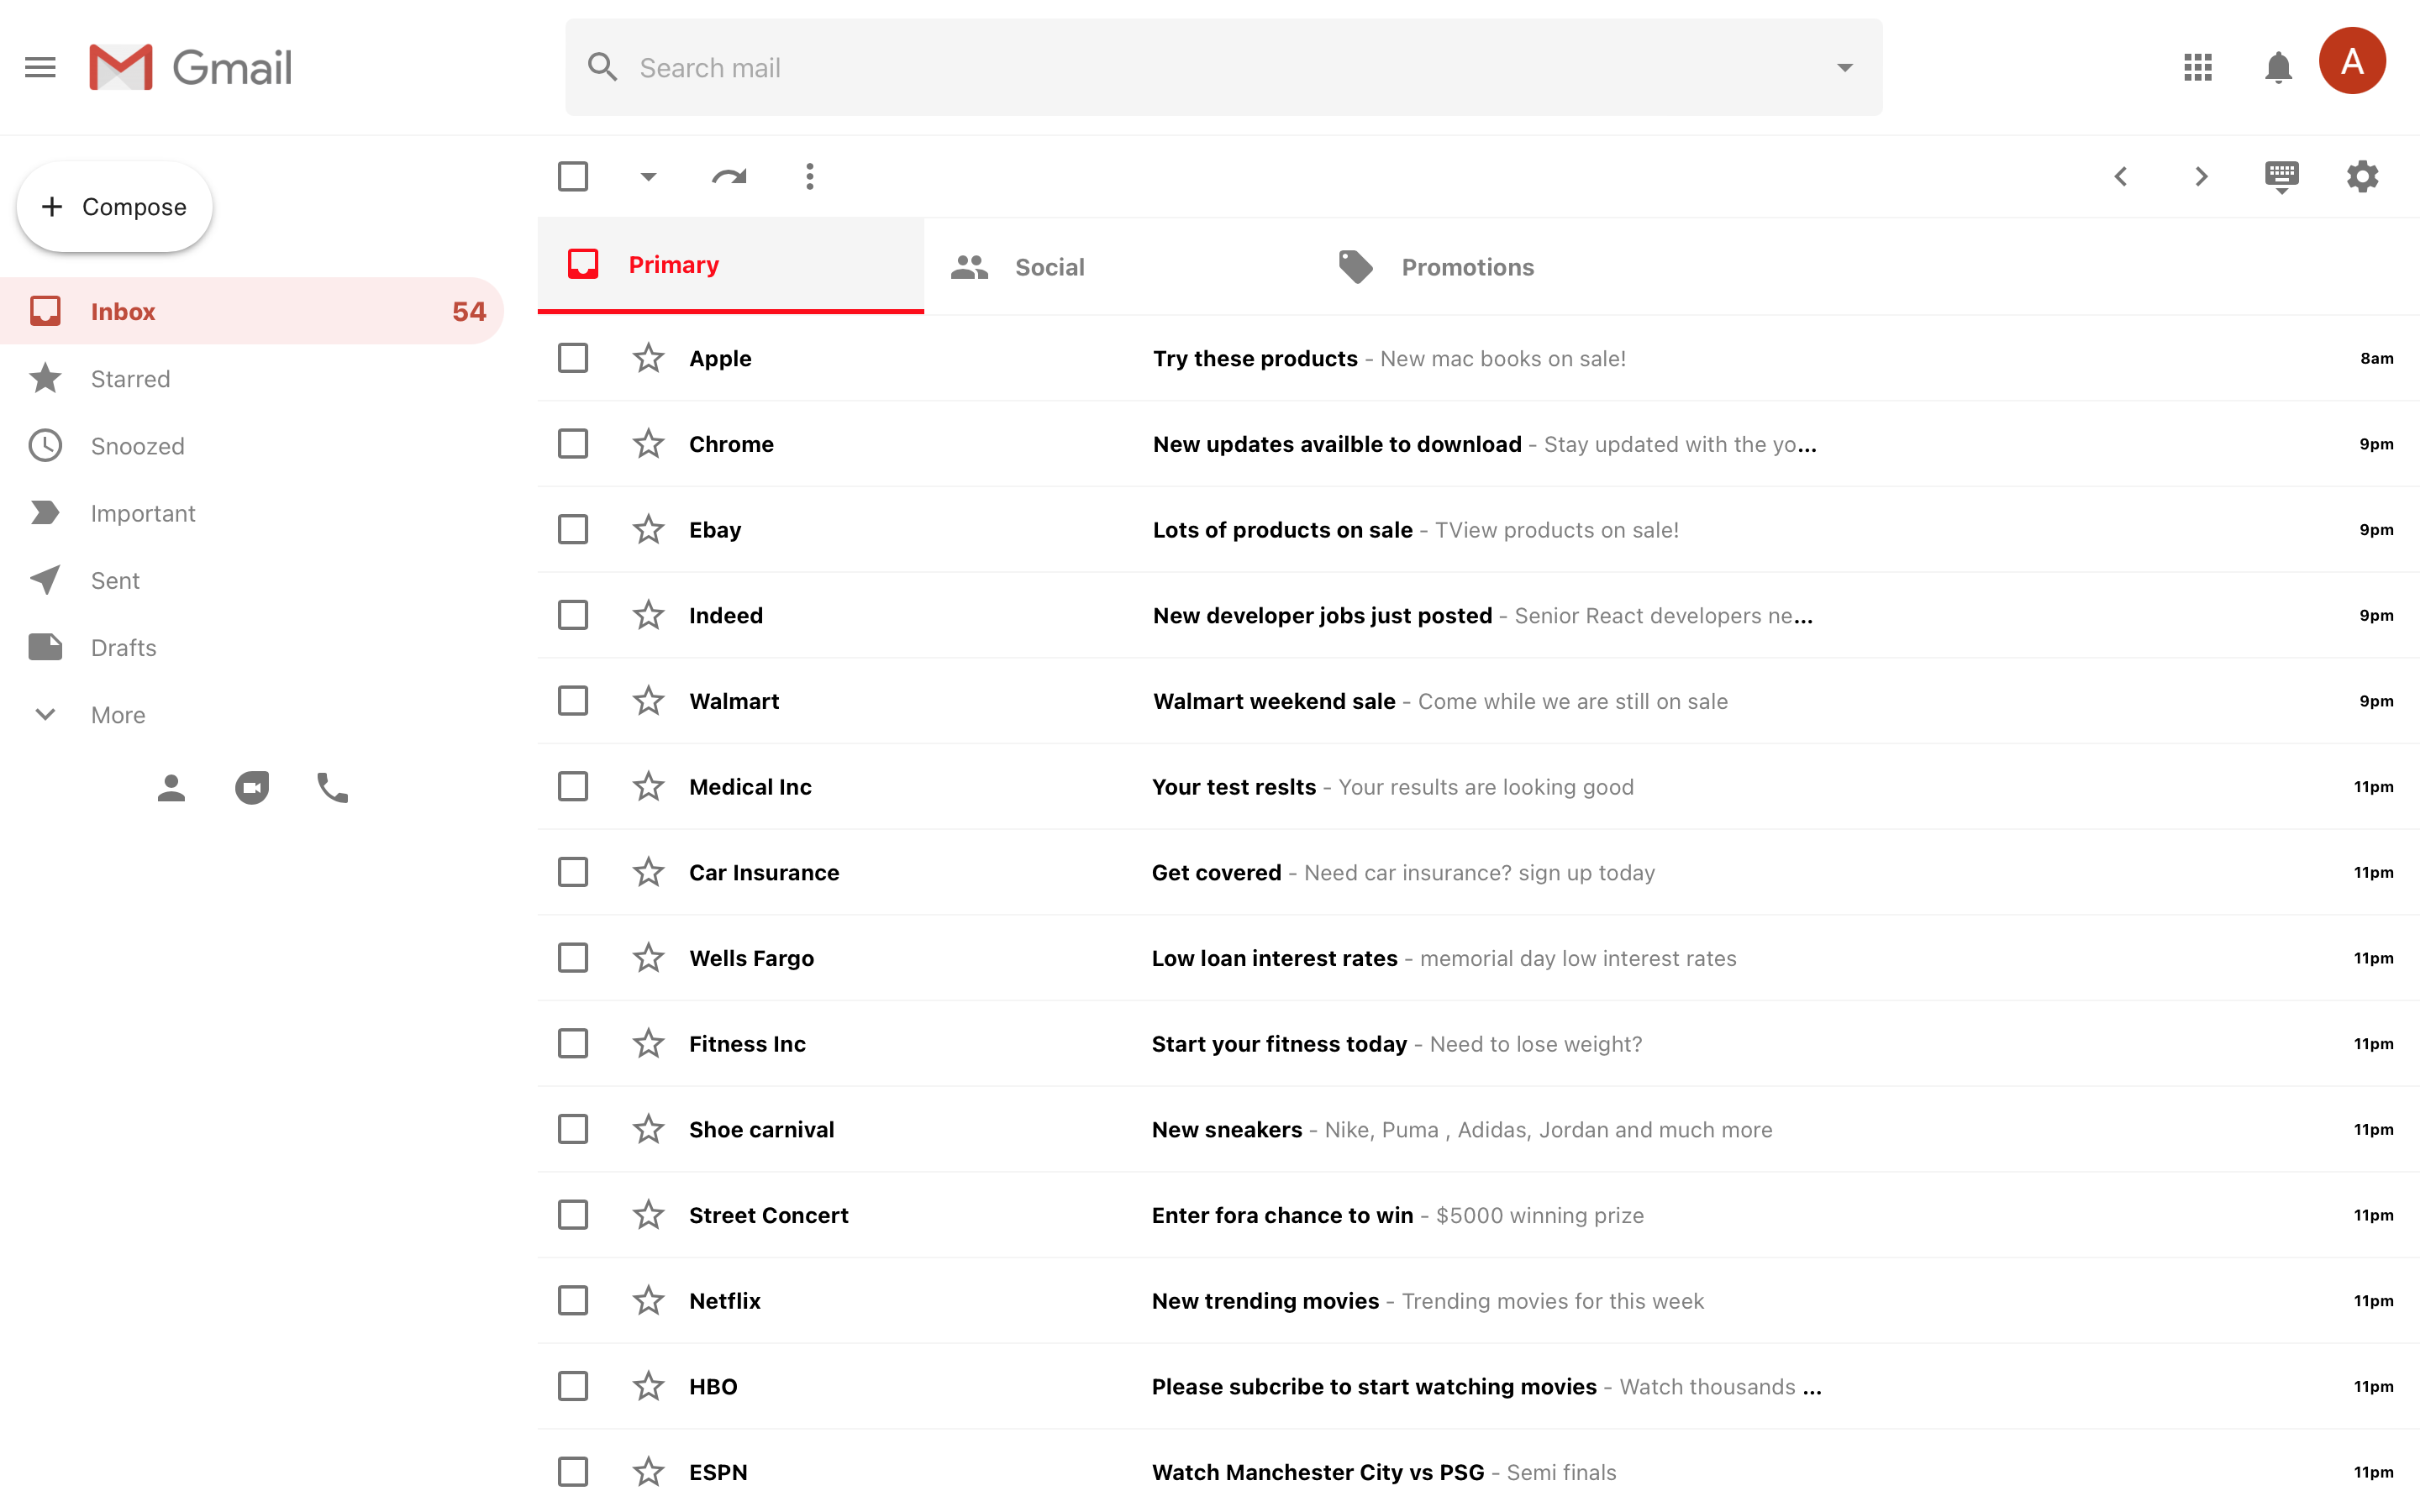 Gmail
Search mail
A
Compose
Inbox 54
Starred
Snoozed
Important
Sent
Drafts
More
Primary Social Promotions
Apple Try these products - New mac books on sale! 8am
Chrome New updates availble to download - Stay updated with the yo... 9pm
Ebay Lots of products on sale - TView products on sale! 9pm
Indeed New developer jobs just posted - Senior React developers ne... 9pm
Walmart Walmart weekend sale - Come while we are still on sale 9pm
Medical Inc Your test reslts - Your results are looking good 11pm
Car Insurance Get covered - Need car insurance? sign up today 11pm
Wells Fargo Low loan interest rates - memorial day low interest rates 11pm
Fitness Inc Start your fitness today - Need to lose weight? 11pm
Shoe carnival New sneakers - Nike, Puma , Adidas, Jordan and much more 11pm
Street Concert Enter fora chance to win - $5000 winning prize 11pm
Netflix New trending movies - Trending movies for this week 11pm
HBO Please subcribe to start watching movies - Watch thousands ... 11pm
ESPN Watch Manchester City vs PSG - Semi finals 11pm